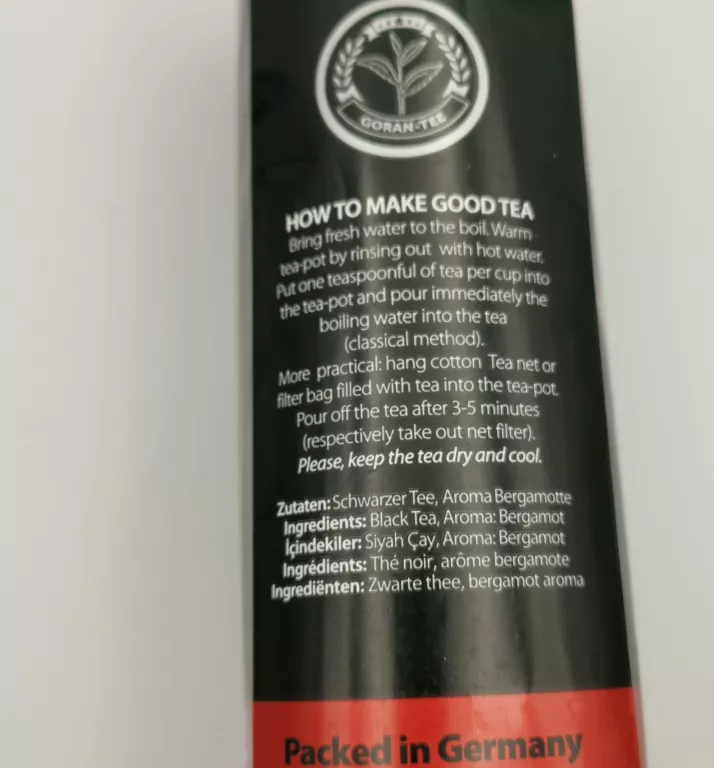 GORAN-TEE
HOW TO MAKE GOOD TEA
Bring fresh water to the boil. Warm
tea-pot by rinsing out with hot water.
Put one teaspoonful of tea per cup into
the tea-pot and pour immediately the
boiling water into the tea
(classical method).
More practical: hang cotton Tea net or
filter bag filled with tea into the tea-pot.
Pour off the tea after 3-5 minutes
(respectively take out net filter).
Please, keep the tea dry and cool.
Zutaten: Schwarzer Tee, Aroma Bergamotte
Ingredients: Black Tea, Aroma: Bergamot
İçindekiler: Siyah Çay, Aroma: Bergamot
Ingrédients: Thé noir, arôme bergamote
Ingrediënten: Zwarte thee, bergamot aroma
Packed in Germany